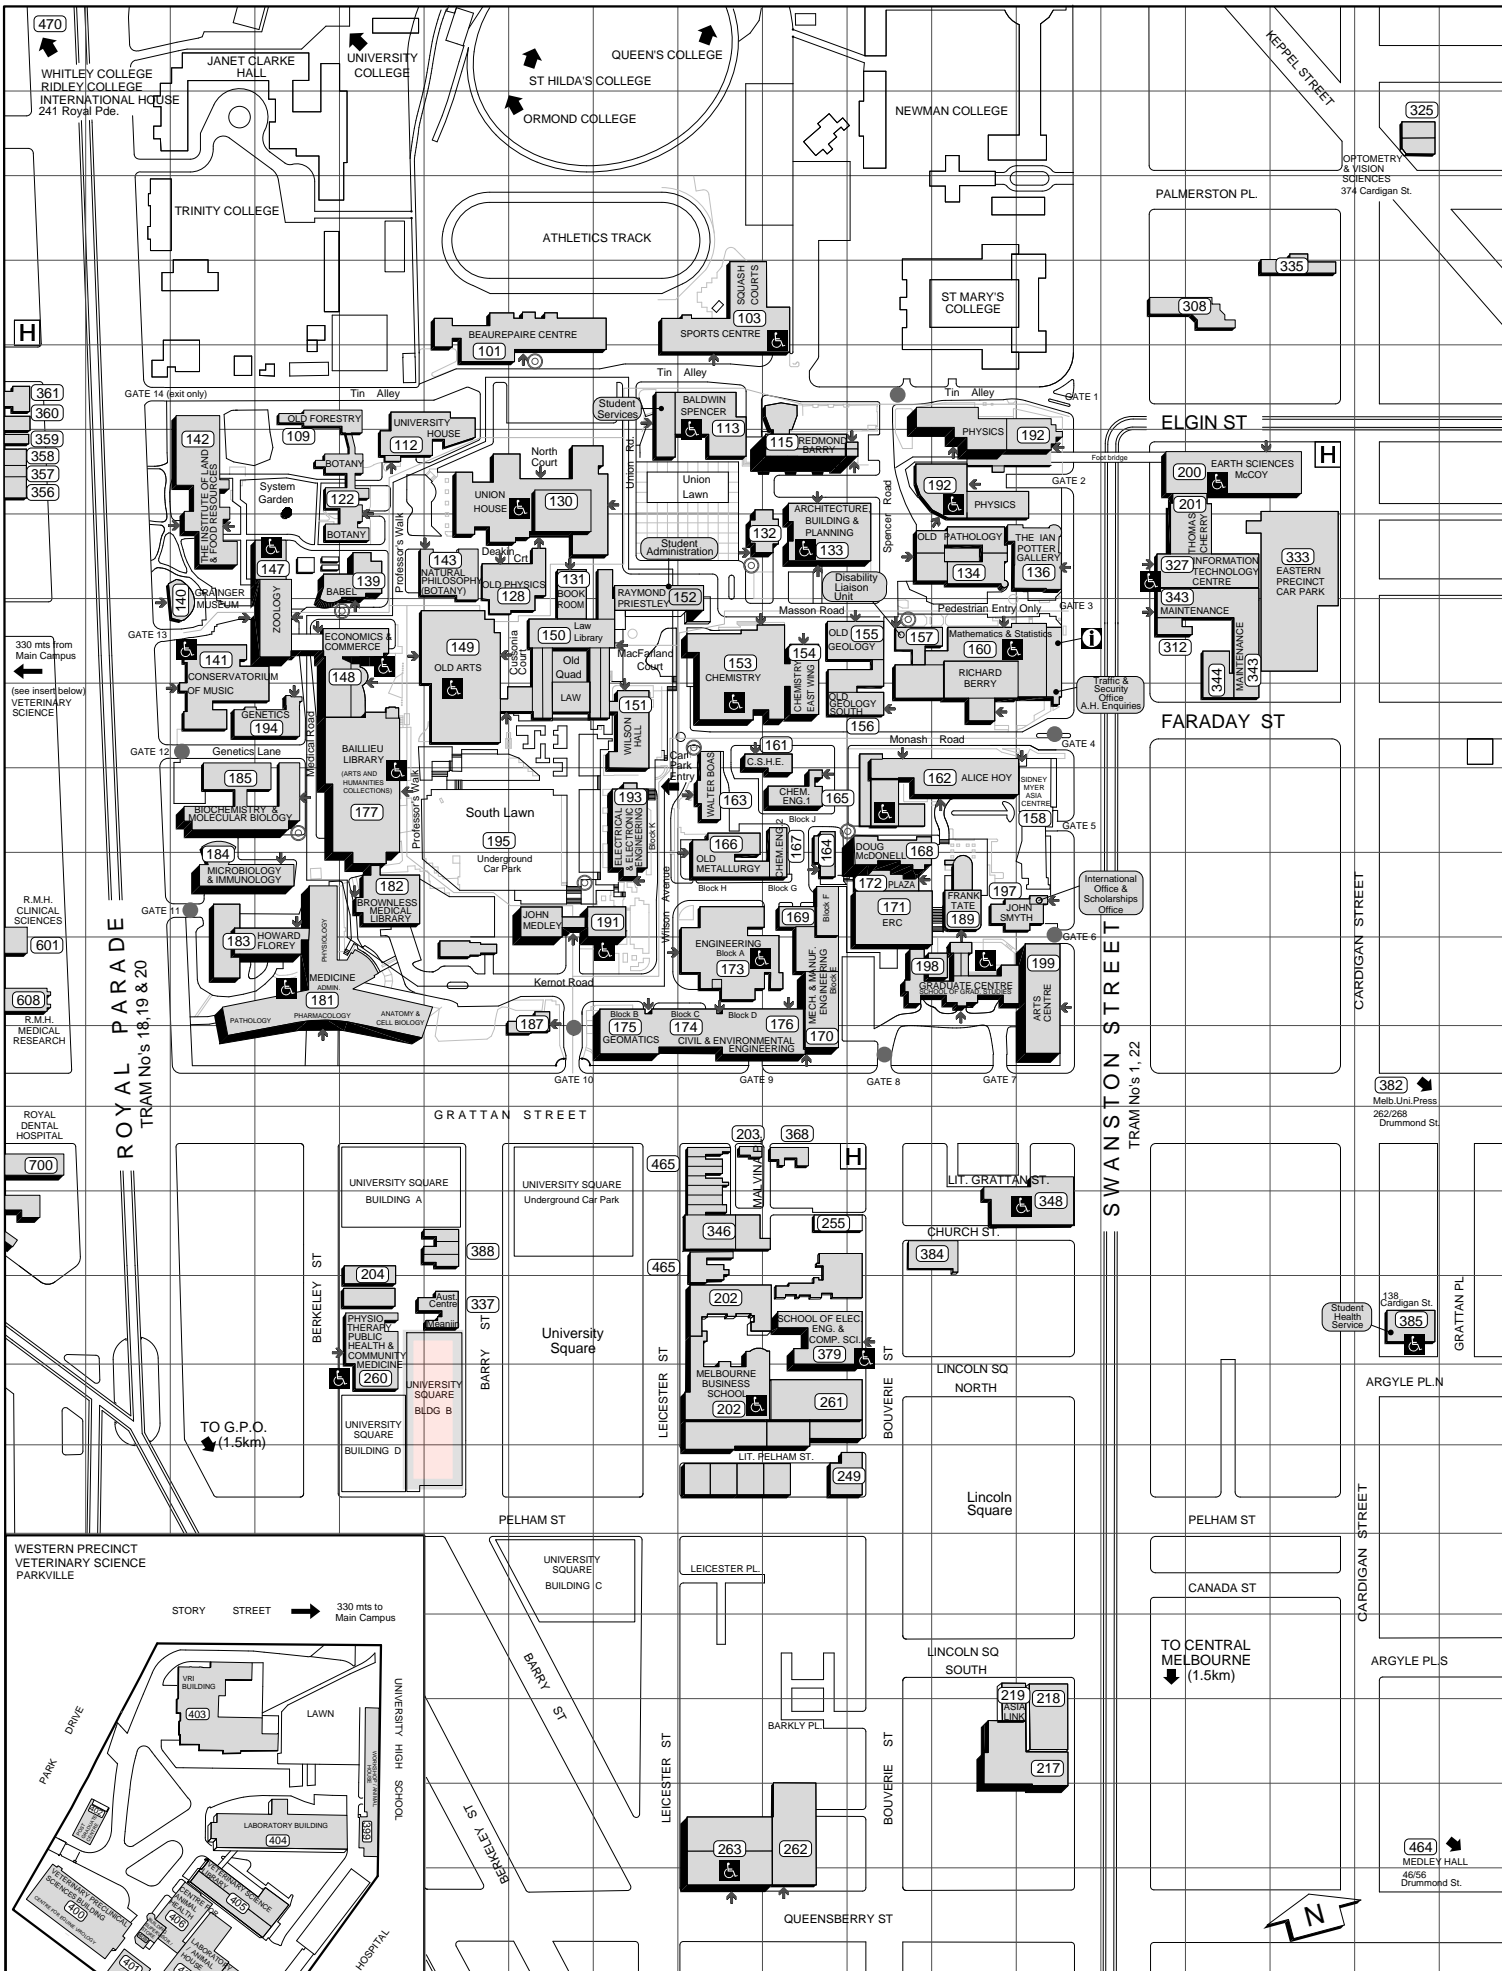 470
WHITLEY COLLEGE
RIDLEY COLLEGE
INTERNATIONAL HOUSE
241 Royal Pde.
JANET CLARKE
HALL
UNIVERSITY
COLLEGE
ST HILDA'S COLLEGE
QUEEN'S COLLEGE
ORMOND COLLEGE
NEWMAN COLLEGE
KEPPEL STREET
325
OPTOMETRY
& VISION
SCIENCES
374 Cardigan St.
TRINITY COLLEGE
ATHLETICS TRACK
PALMERSTON PL.
SQUASH
COURTS
103
SPORTS CENTRE
BEAUREPAIRE CENTRE
101
ST MARY'S
COLLEGE
335
308
H
361
360
359
358
357
356
GATE 14 (exit only)
Tin Alley
Tin Alley
Tin Alley
GATE 1
ELGIN ST
142
THE INSTITUTE OF LAND
& FOOD RESOURCES
OLD FORESTRY
109
UNIVERSITY
HOUSE
112
Student
Services
BALDWIN
SPENCER
113
115
REDMOND
BARRY
PHYSICS
192
Foot bridge
GATE 2
H
200
EARTH SCIENCES
McCOY
BOTANY
122
BOTANY
System
Garden
North
Court
Union Rd.
UNION
HOUSE
130
Union
Lawn
192
PHYSICS
Spencer Road
201
THOMAS
CHERRY
333
EASTERN
PRECINCT
CAR PARK
132
ARCHITECTURE
BUILDING &
PLANNING
133
OLD PATHOLOGY
134
THE IAN
POTTER
GALLERY
136
327
INFORMATION
TECHNOLOGY
CENTRE
343
MAINTENANCE
Professor's Walk
Deakin Crt
143
NATURAL
PHILOSOPHY
(BOTANY)
OLD PHYSICS
128
131
BOOK
ROOM
Student
Administration
RAYMOND
PRIESTLEY
152
Disability
Liaison
Unit
Masson Road
Pedestrian Entry Only
GATE 3
147
139
BABEL
140
GRAINGER
MUSEUM
ZOOLOGY
GATE 13
330 mts from
Main Campus
(see insert below)
VETERINARY
SCIENCE
141
CONSERVATORIUM
OF MUSIC
GENETICS
194
ECONOMICS &
COMMERCE
148
149
OLD ARTS
Cussonia
Court
150
Law
Library
Old
Quad
LAW
MacFarland
Court
151
WILSON
HALL
153
CHEMISTRY
154
CHEMISTRY
EAST WING
OLD
GEOLOGY
155
OLD
GEOLOGY
SOUTH
156
157
Mathematics & Statistics
160
RICHARD
BERRY
Traffic &
Security
Office
A.H. Enquiries
312
344
MAINTENANCE
343
FARADAY ST
GATE 12
Genetics Lane
Medical Road
Monash Road
GATE 4
185
BIOCHEMISTRY &
MOLECULAR BIOLOGY
BAILLIEU
LIBRARY
(ARTS AND
HUMANITIES
COLLECTIONS)
177
Professor's Walk
South Lawn
195
Underground
Car Park
Car
Park
Entry
193
ELECTRICAL
& ELECTRONIC
ENGINEERING
Block K
WALTER BOAS
163
161
C.S.H.E.
CHEM.
ENG.1
165
Block J
162
ALICE HOY
SIDNEY
MYER
ASIA
CENTRE
158
GATE 5
166
OLD
METALLURGY
CHEM.ENG.2
167
164
Block H
Block G
DOUG
McDONELL
168
172
PLAZA
171
ERC
184
MICROBIOLOGY
& IMMUNOLOGY
182
BROWNLESS
MEDICAL
LIBRARY
GATE 11
R.M.H.
CLINICAL
SCIENCES
601
183
HOWARD
FLOREY
PHYSIOLOGY
MEDICINE
ADMIN.
181
PATHOLOGY
PHARMACOLOGY
ANATOMY &
CELL BIOLOGY
JOHN
MEDLEY
191
Wilson Avenue
Kernot Road
ENGINEERING
Block A
173
169
Block F
MECH. & MANUF.
ENGINEERING
Block E
170
FRANK
TATE
189
197
JOHN
SMYTH
International
Office &
Scholarships
Office
GATE 6
198
GRADUATE CENTRE
SCHOOL OF GRAD. STUDIES
199
ARTS
CENTRE
608
R.M.H.
MEDICAL
RESEARCH
187
Block B
175
GEOMATICS
Block C
174
Block D
176
CIVIL & ENVIRONMENTAL
ENGINEERING
GATE 10
GATE 9
GATE 8
GATE 7
ROYAL PARADE
TRAM No's 18,19 & 20
SWANSTON STREET
TRAM No's 1, 22
CARDIGAN STREET
382
Melb.Uni.Press
262/268
Drummond St.
GRATTAN STREET
ROYAL
DENTAL
HOSPITAL
700
UNIVERSITY SQUARE
BUILDING A
UNIVERSITY SQUARE
Underground Car Park
465
203
368
MALVINA PL
H
LIT. GRATTAN ST.
348
346
255
CHURCH ST.
384
388
465
204
BERKELEY ST
Aust.
Centre
337
Meanjin
BARRY ST
PHYSIO
THERAPY
PUBLIC
HEALTH &
COMMUNITY
MEDICINE
260
UNIVERSITY
SQUARE
BLDG B
UNIVERSITY
SQUARE
BUILDING D
University
Square
LEICESTER ST
202
SCHOOL OF ELEC.
ENG. &
COMP. SCI.
379
MELBOURNE
BUSINESS
SCHOOL
202
261
BOUVERIE ST
LINCOLN SQ
NORTH
Student
Health
Service
138
Cardigan St.
385
GRATTAN PL
ARGYLE PL.N
TO G.P.O.
(1.5km)
LIT. PELHAM ST.
249
Lincoln
Square
PELHAM ST
PELHAM ST
CARDIGAN STREET
UNIVERSITY
SQUARE
BUILDING C
LEICESTER PL.
CANADA ST
LINCOLN SQ
SOUTH
TO CENTRAL
MELBOURNE
(1.5km)
ARGYLE PL.S
BARRY ST
BERKELEY ST
LEICESTER ST
BARKLY PL.
BOUVERIE ST
219
ASIA
LINK
218
217
263
262
QUEENSBERRY ST
464
MEDLEY HALL
46/56
Drummond St.
N
WESTERN PRECINCT
VETERINARY SCIENCE
PARKVILLE
STORY STREET
330 mts to
Main Campus
PARK DRIVE
VRI
BUILDING
403
LAWN
UNIVERSITY HIGH SCHOOL
WORKSHOP / ANIMAL
HOUSE
399
LABORATORY BUILDING
404
VETERINARY SCIENCE
LIBRARY
405
CENTRE FOR
ANIMAL
HEALTH
406
VETERINARY PRECLINICAL
SCIENCES BUILDING
400
LABORATORY
ANIMAL
HOUSE
401
HOSPITAL